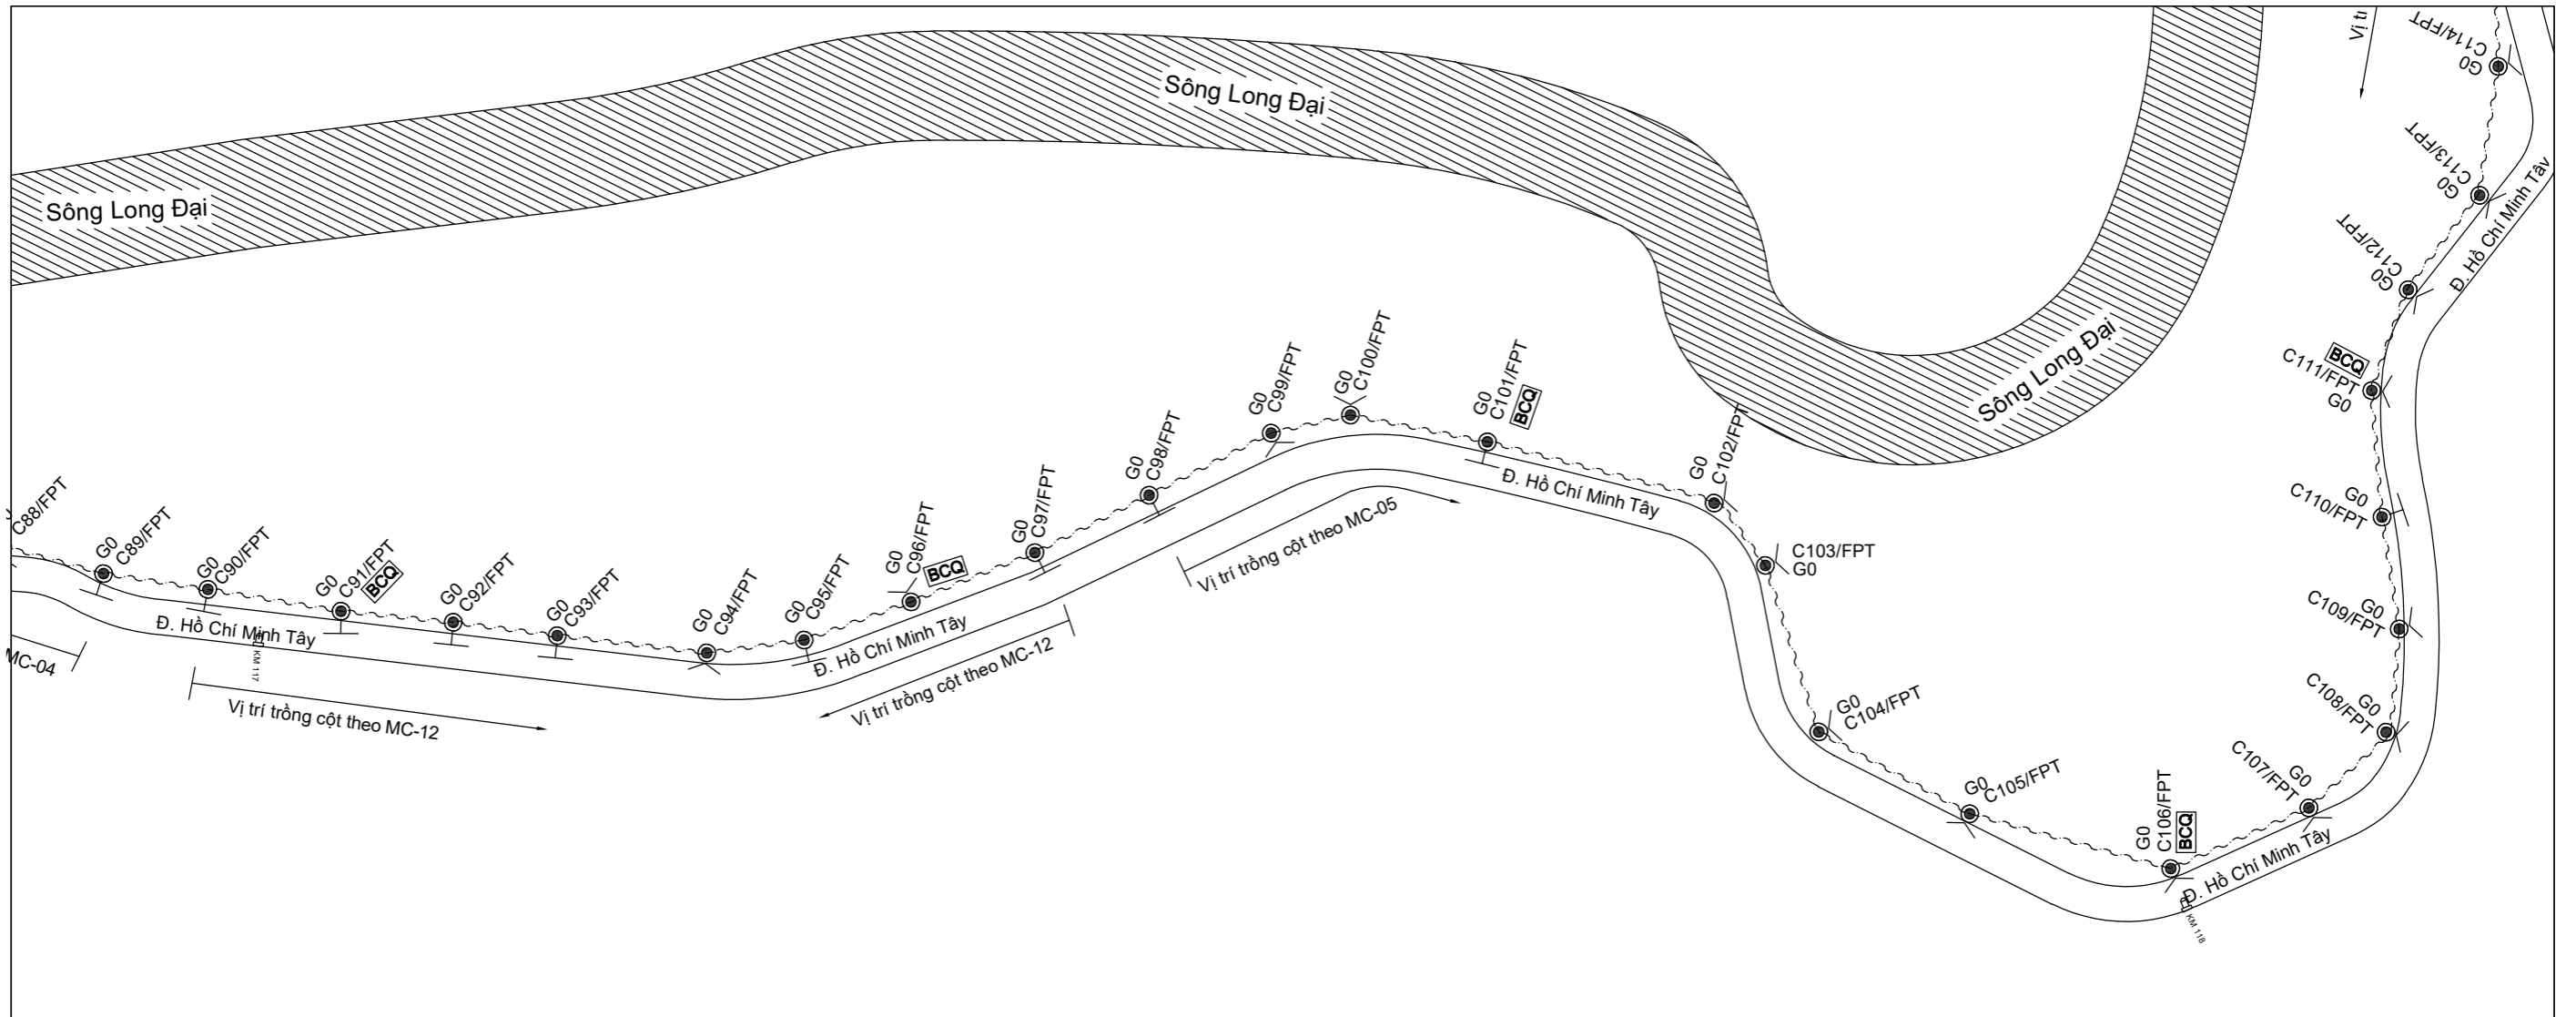 Sông Long Đại
Sông Long Đại
Sông Long Đại
C88/FPT
G0
C89/FPT
G0
C90/FPT
G0
C91/FPT
BCQ
G0
C92/FPT
G0
C93/FPT
G0
C94/FPT
G0
C95/FPT
G0
C96/FPT
BCQ
G0
C97/FPT
G0
C98/FPT
G0
C99/FPT
G0
C100/FPT
G0
C101/FPT
BCQ
G0
C102/FPT
C103/FPT
G0
G0
C104/FPT
G0
C105/FPT
G0
C106/FPT
BCQ
G0
C107/FPT
G0
C108/FPT
G0
C109/FPT
G0
C110/FPT
BCQ
C111/FPT
G0
C112/FPT
G0
C113/FPT
G0
C114/FPT
G0
Vị
Đ. Hồ Chí Minh Tây
Đ. Hồ Chí Minh Tây
Đ. Hồ Chí Minh Tây
Đ. Hồ Chí Minh Tây
Đ. Hồ Chí Minh Tây
KM 117
KM 118
MC-04
Vị trí trồng cột theo MC-12
Vị trí trồng cột theo MC-12
Vị trí trồng cột theo MC-05